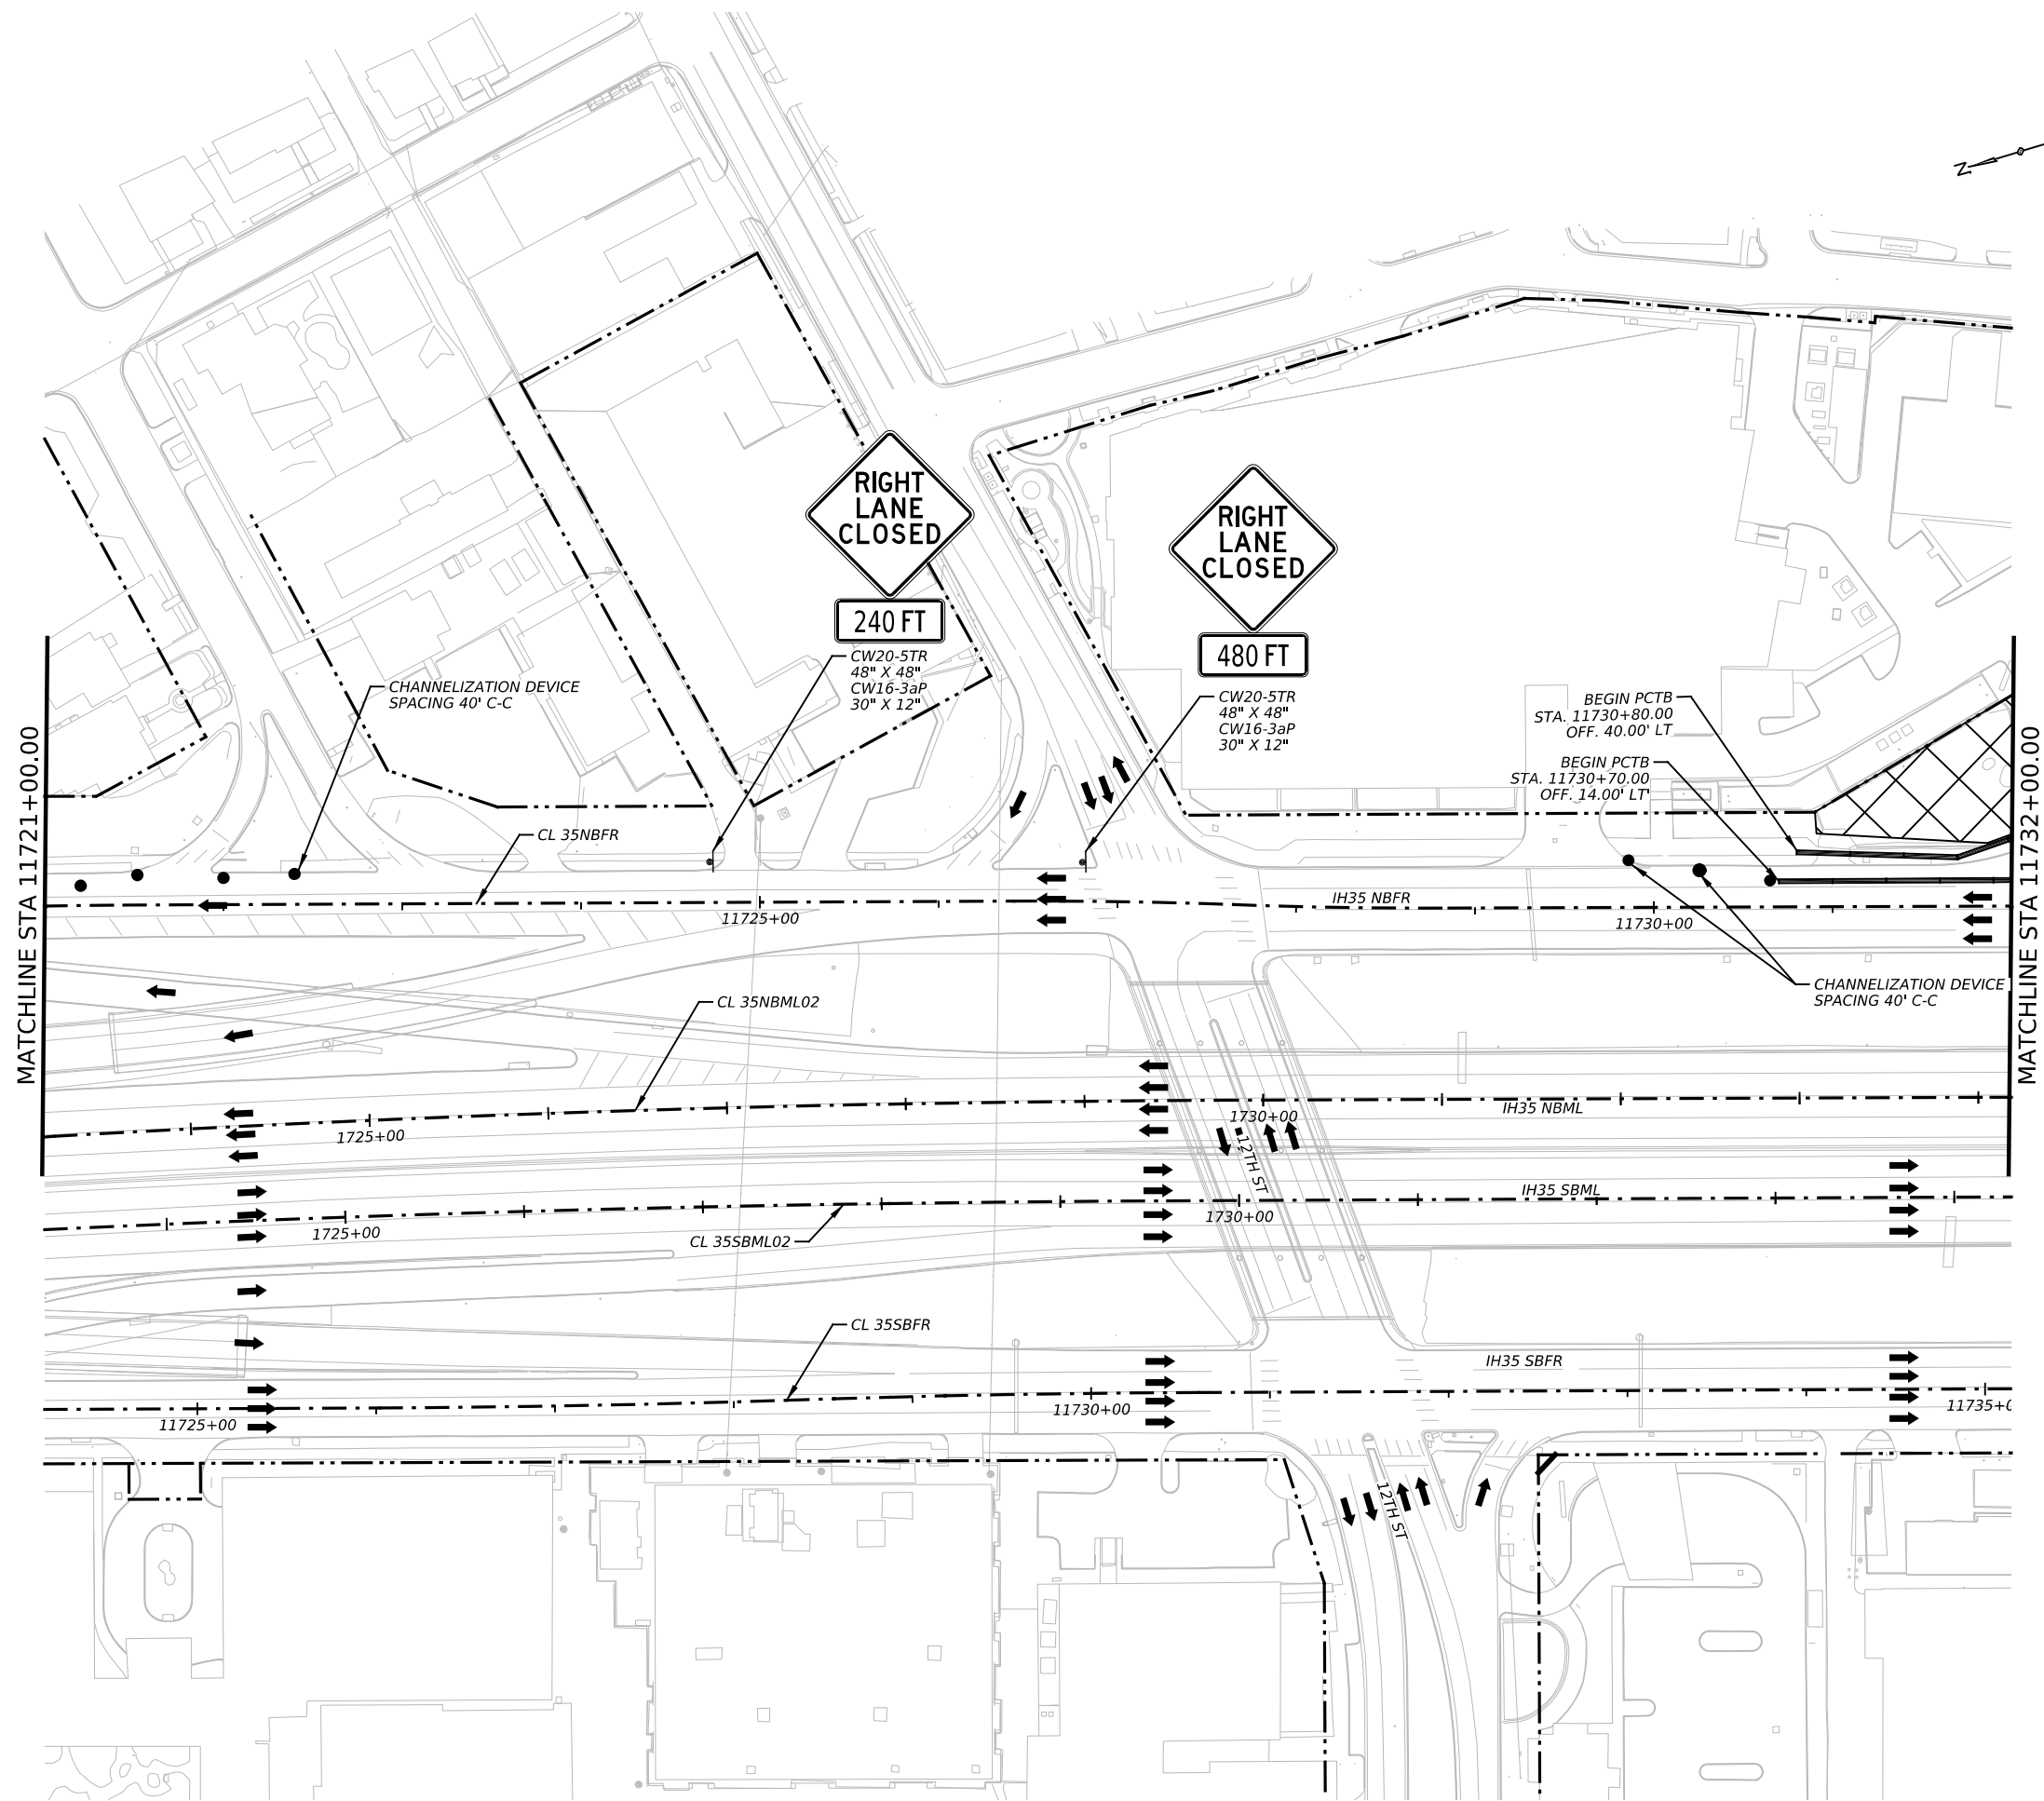 N
RIGHT
LANE
CLOSED
240 FT
RIGHT
LANE
CLOSED
480 FT
CW20-5TR
48" X 48"
CW16-3aP
30" X 12"
CHANNELIZATION DEVICE
SPACING 40' C-C
CW20-5TR
48" X 48"
CW16-3aP
30" X 12"
BEGIN PCTB
STA. 11730+80.00
OFF. 40.00' LT
BEGIN PCTB
STA. 11730+70.00
OFF. 14.00' LT
MATCHLINE STA 11721+00.00
MATCHLINE STA 11732+00.00
CL 35NBFR
IH35 NBFR
11725+00
11730+00
CHANNELIZATION DEVICE
SPACING 40' C-C
CL 35NBML02
1725+00
1730+00
IH35 NBML
12TH ST
IH35 SBML
1725+00
1730+00
CL 35SBML02
CL 35SBFR
IH35 SBFR
11725+00
11730+00
11735+0
12TH ST